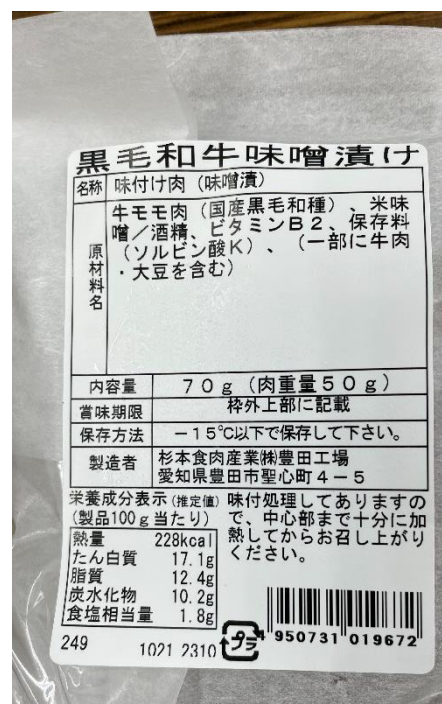 黒毛和牛味噌漬け
名称 味付け肉（味噌漬）
原材料名 牛モモ肉（国産黒毛和種）、米味
噌／酒精、ビタミンＢ２、保存料
（ソルビン酸Ｋ）、（一部に牛肉
・大豆を含む）
内容量 ７０ｇ（肉重量５０ｇ）
賞味期限 枠外上部に記載
保存方法 －15℃以下で保存して下さい。
製造者 杉本食肉産業㈱豊田工場
愛知県豊田市聖心町４－５
栄養成分表示（推定値）
（製品100ｇ当たり）
熱量 228kcal
たん白質 17.1g
脂質 12.4g
炭水化物 10.2g
食塩相当量 1.8g
味付処理してありますの
で、中心部まで十分に加
熱してからお召し上がり
ください。
249 1021 2310 プラ
4 950731 019672